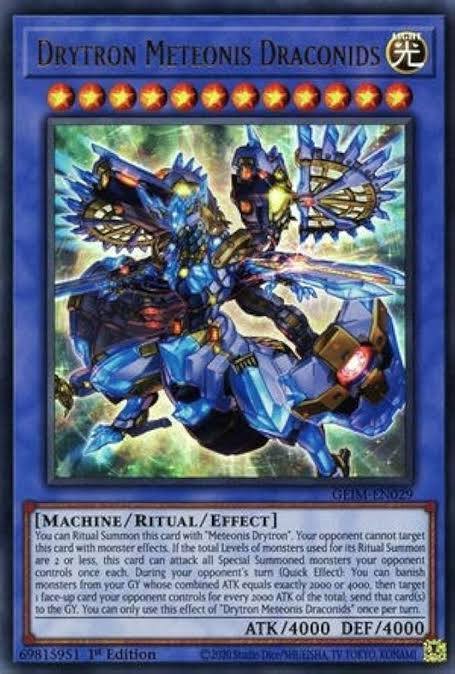 DRYTRON METEONIS DRACONIDS
LIGHT
光
GEIM-EN029
[MACHINE/RITUAL/EFFECT]
You can Ritual Summon this card with "Meteonis Drytron". Your opponent cannot target
this card with monster effects. If the total Levels of monsters used for its Ritual Summon
are 2 or less, this card can attack all Special Summoned monsters your opponent
controls once each. During your opponent's turn (Quick Effect): You can banish
monsters from your GY whose combined ATK equals exactly 2000 or 4000, then target
1 face-up card your opponent controls for every 2000 ATK of the total; send that card(s)
to the GY. You can only use this effect of "Drytron Meteonis Draconids" once per turn.
ATK/4000 DEF/4000
69815951 1st Edition
©2020 Studio Dice/SHUEISHA, TV TOKYO, KONAMI